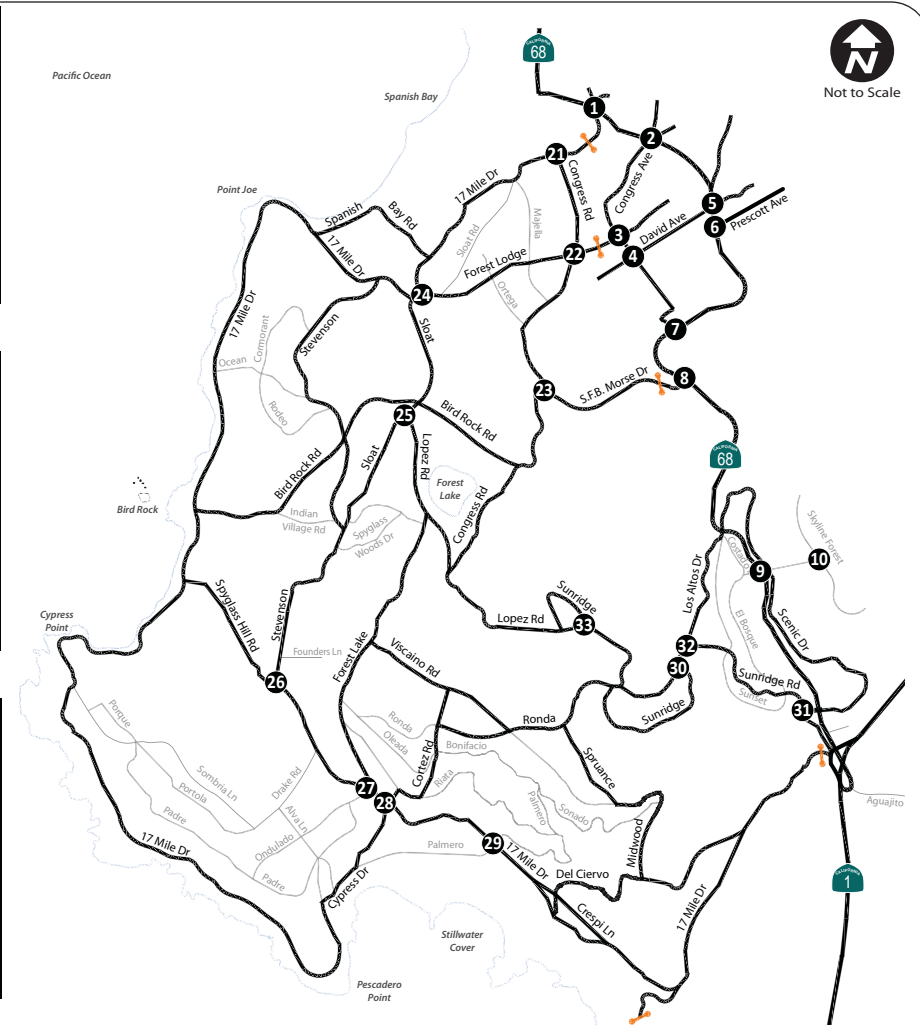 CALIFORNIA
68
N
Not to Scale
Pacific Ocean
Spanish Bay
1
2
21
17 Mile Dr
Congress Rd
Congress Ave
Point Joe
5
Prescott Ave
6
Spanish
Bay Rd
Majella
3
David Ave
4
17 Mile Dr
Sloat Rd
22
Forest Lodge
24
Ortega
17 Mile Dr
Stevenson
Sloat
7
Cormorant
Ocean
8
S.F.B. Morse Dr
23
Rodeo
25
Bird Rock Rd
CALIFORNIA
68
Sloat
Lopez Rd
Bird Rock Rd
Forest
Lake
Bird Rock
Indian
Village Rd
Spyglass
Woods Dr
Congress Rd
Skyline Forest
10
Costado
9
Los Altos Dr
Sunridge
Cypress
Point
Spyglass Hill Rd
Stevenson
Lopez Rd
33
El Bosque
Scenic Dr
Founders Ln
Forest Lake
Viscaino Rd
32
30
26
Sunridge Rd
Sunset
31
Porque
Ronda
Oleada
Ronda
Sunridge
Bonifacio
Cortez Rd
Spruance
Sombria Ln
Portola
Drake Rd
Riata
27
28
Palmero
Sonado
Aguajito
Padre
Alva Ln
Ondulado
17 Mile Dr
Palmero
29
Midwood
17 Mile Dr
Del Ciervo
CALIFORNIA
1
Padre
Cypress Dr
Crespi Ln
17 Mile Dr
Stillwater
Cove
Pescadero
Point